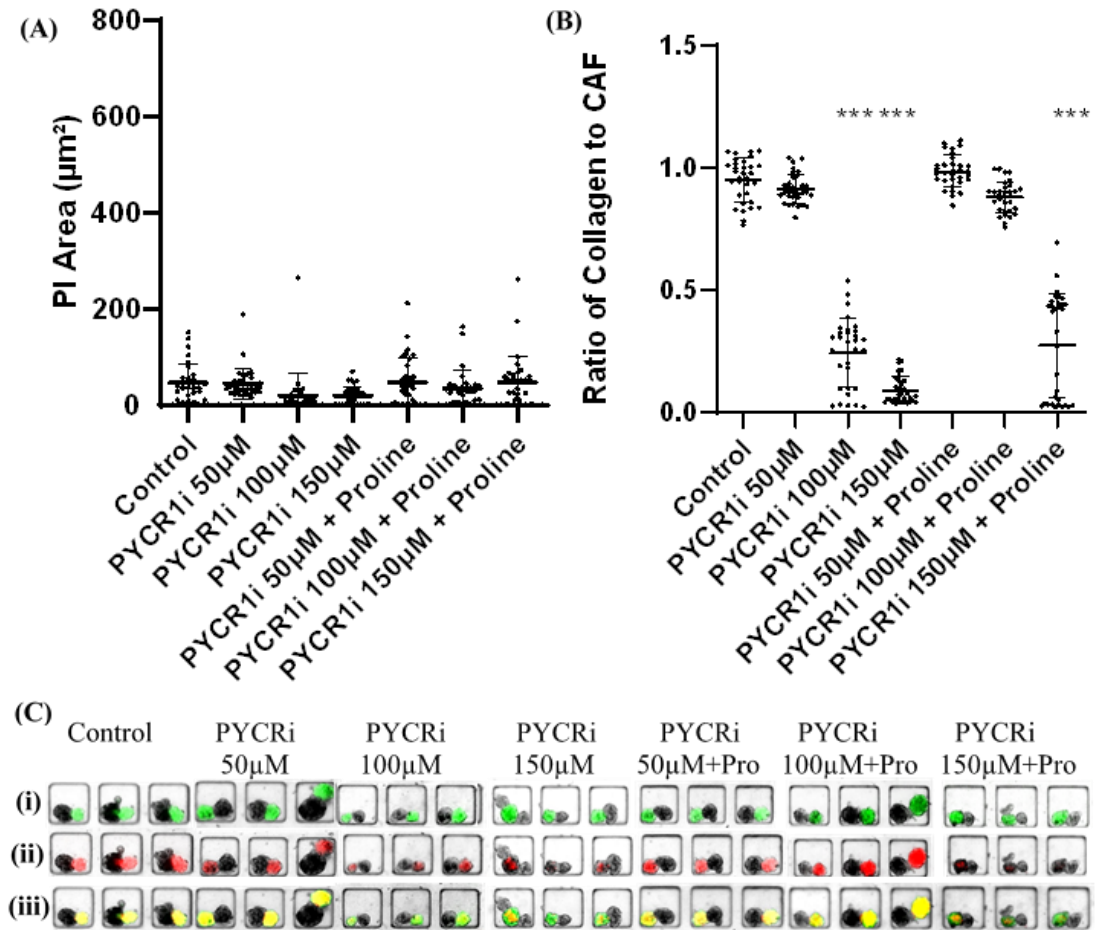 (A)
PI Area (µm²)
800
600
400
200
0
Control
PYCR1i 50µM
PYCR1i 100µM
PYCR1i 150µM
PYCR1i 50µM + Proline
PYCR1i 100µM + Proline
PYCR1i 150µM + Proline
(B)
Ratio of Collagen to CAF
1.5
1.0
0.5
0.0
*** *** ***
Control
PYCR1i 50µM
PYCR1i 100µM
PYCR1i 150µM
PYCR1i 50µM + Proline
PYCR1i 100µM + Proline
PYCR1i 150µM + Proline
(C)
Control PYCRi PYCRi PYCRi PYCRi PYCRi PYCRi
50µM 100µM 150µM 50µM+Pro 100µM+Pro 150µM+Pro
(i)
(ii)
(iii)